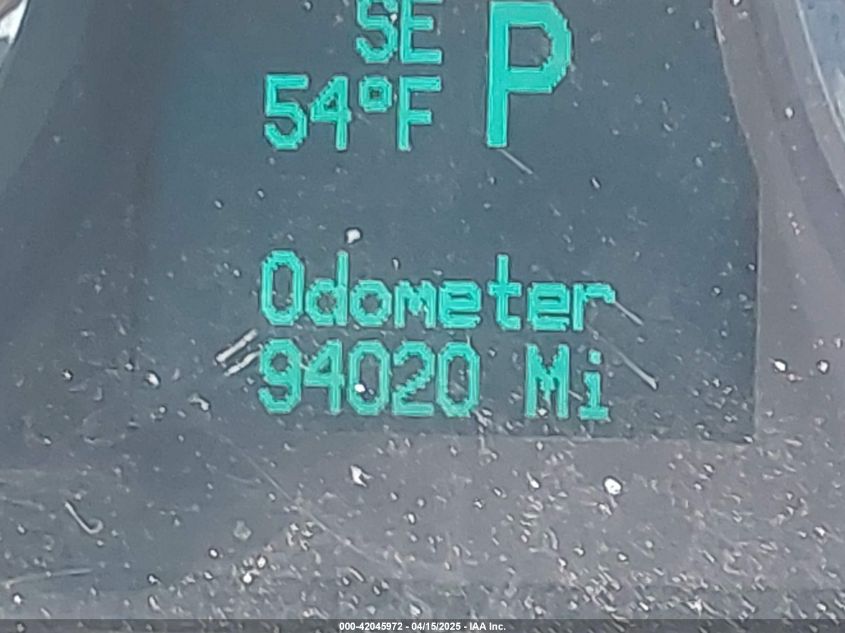 SE P
54°F
Odometer
94020 Mi
000-42045972 - 04/15/2025 - IAA Inc.